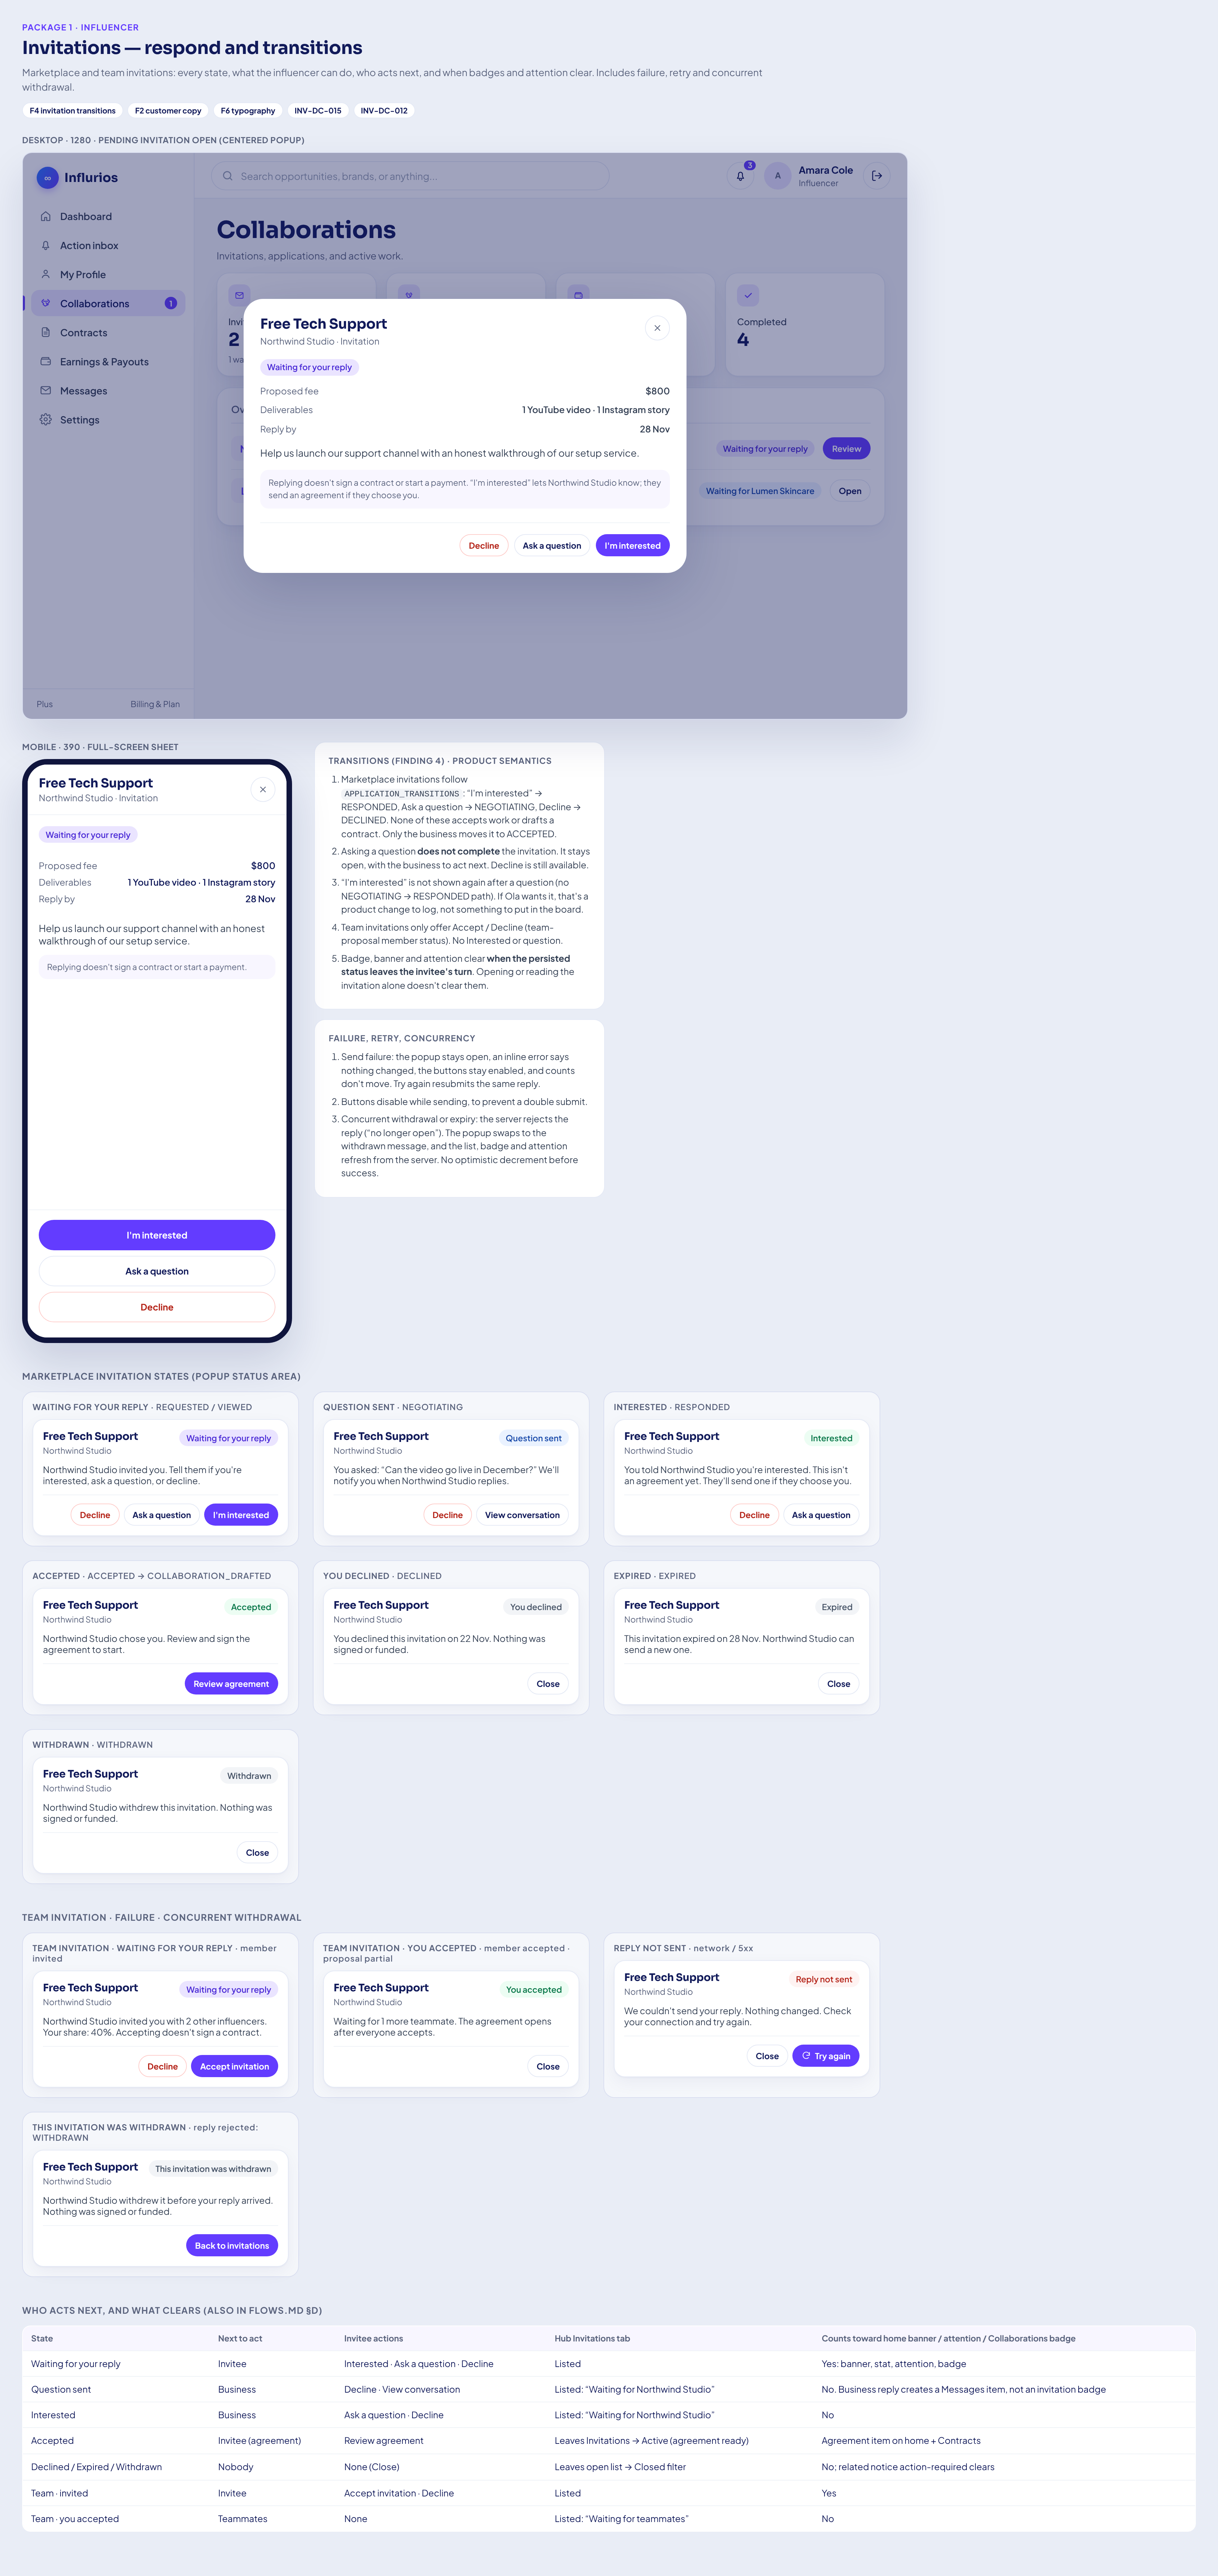 PACKAGE 1 · INFLUENCER
Invitations — respond and transitions
Marketplace and team invitations: every state, what the influencer can do, who acts next, and when badges and attention clear. Includes failure, retry and concurrent
withdrawal.
F4 invitation transitions
F2 customer copy
F6 typography
INV-DC-015
INV-DC-012
DESKTOP · 1280 · PENDING INVITATION OPEN (CENTERED POPUP)
Influrios
Search opportunities, brands, or anything...
3
A
Amara Cole
Influencer
Dashboard
Action inbox
My Profile
Collaborations
1
Contracts
Earnings & Payouts
Messages
Settings
Plus
Billing & Plan
Collaborations
Invitations, applications, and active work.
2
Completed
4
Waiting for your reply
Review
Waiting for Lumen Skincare
Open
Free Tech Support
Northwind Studio · Invitation
Waiting for your reply
Proposed fee
$800
Deliverables
1 YouTube video · 1 Instagram story
Reply by
28 Nov
Help us launch our support channel with an honest walkthrough of our setup service.
Replying doesn't sign a contract or start a payment. “I'm interested” lets Northwind Studio know; they
send an agreement if they choose you.
Decline
Ask a question
I'm interested
MOBILE · 390 · FULL-SCREEN SHEET
Free Tech Support
Northwind Studio · Invitation
Waiting for your reply
Proposed fee
$800
Deliverables
1 YouTube video · 1 Instagram story
Reply by
28 Nov
Help us launch our support channel with an honest
walkthrough of our setup service.
Replying doesn't sign a contract or start a payment.
I'm interested
Ask a question
Decline
TRANSITIONS (FINDING 4) · PRODUCT SEMANTICS
1. Marketplace invitations follow
APPLICATION_TRANSITIONS : “I'm interested” →
RESPONDED, Ask a question → NEGOTIATING, Decline →
DECLINED. None of these accepts work or drafts a
contract. Only the business moves it to ACCEPTED.
2. Asking a question does not complete the invitation. It stays
open, with the business to act next. Decline is still available.
3. “I'm interested” is not shown again after a question (no
NEGOTIATING → RESPONDED path). If Ola wants it, that's a
product change to log, not something to put in the board.
4. Team invitations only offer Accept / Decline (team-
proposal member status). No Interested or question.
5. Badge, banner and attention clear when the persisted
status leaves the invitee's turn. Opening or reading the
invitation alone doesn't clear them.
FAILURE, RETRY, CONCURRENCY
1. Send failure: the popup stays open, an inline error says
nothing changed, the buttons stay enabled, and counts
don't move. Try again resubmits the same reply.
2. Buttons disable while sending, to prevent a double submit.
3. Concurrent withdrawal or expiry: the server rejects the
reply (“no longer open”). The popup swaps to the
withdrawn message, and the list, badge and attention
refresh from the server. No optimistic decrement before
success.
MARKETPLACE INVITATION STATES (POPUP STATUS AREA)
WAITING FOR YOUR REPLY · REQUESTED / VIEWED
Free Tech Support
Northwind Studio
Waiting for your reply
Northwind Studio invited you. Tell them if you're
interested, ask a question, or decline.
Decline
Ask a question
I'm interested
QUESTION SENT · NEGOTIATING
Free Tech Support
Northwind Studio
Question sent
You asked: “Can the video go live in December?” We'll
notify you when Northwind Studio replies.
Decline
View conversation
INTERESTED · RESPONDED
Free Tech Support
Northwind Studio
Interested
You told Northwind Studio you're interested. This isn't
an agreement yet. They'll send one if they choose you.
Decline
Ask a question
ACCEPTED · ACCEPTED → COLLABORATION_DRAFTED
Free Tech Support
Northwind Studio
Accepted
Northwind Studio chose you. Review and sign the
agreement to start.
Review agreement
YOU DECLINED · DECLINED
Free Tech Support
Northwind Studio
You declined
You declined this invitation on 22 Nov. Nothing was
signed or funded.
Close
EXPIRED · EXPIRED
Free Tech Support
Northwind Studio
Expired
This invitation expired on 28 Nov. Northwind Studio can
send a new one.
Close
WITHDRAWN · WITHDRAWN
Free Tech Support
Northwind Studio
Withdrawn
Northwind Studio withdrew this invitation. Nothing was
signed or funded.
Close
TEAM INVITATION · FAILURE · CONCURRENT WITHDRAWAL
TEAM INVITATION · WAITING FOR YOUR REPLY · member
invited
Free Tech Support
Northwind Studio
Waiting for your reply
Northwind Studio invited you with 2 other influencers.
Your share: 40%. Accepting doesn't sign a contract.
Decline
Accept invitation
TEAM INVITATION · YOU ACCEPTED · member accepted ·
proposal partial
Free Tech Support
Northwind Studio
You accepted
Waiting for 1 more teammate. The agreement opens
after everyone accepts.
Close
REPLY NOT SENT · network / 5xx
Free Tech Support
Northwind Studio
Reply not sent
We couldn't send your reply. Nothing changed. Check
your connection and try again.
Close
Try again
THIS INVITATION WAS WITHDRAWN · reply rejected:
WITHDRAWN
Free Tech Support
Northwind Studio
This invitation was withdrawn
Northwind Studio withdrew it before your reply arrived.
Nothing was signed or funded.
Back to invitations
WHO ACTS NEXT, AND WHAT CLEARS (ALSO IN FLOWS.MD §D)
State Next to act Invitee actions Hub Invitations tab Counts toward home banner / attention / Collaborations badge
Waiting for your reply Invitee Interested · Ask a question · Decline Listed Yes: banner, stat, attention, badge
Question sent Business Decline · View conversation Listed: “Waiting for Northwind Studio” No. Business reply creates a Messages item, not an invitation badge
Interested Business Ask a question · Decline Listed: “Waiting for Northwind Studio” No
Accepted Invitee (agreement) Review agreement Leaves Invitations → Active (agreement ready) Agreement item on home + Contracts
Declined / Expired / Withdrawn Nobody None (Close) Leaves open list → Closed filter No; related notice action-required clears
Team · invited Invitee Accept invitation · Decline Listed Yes
Team · you accepted Teammates None Listed: “Waiting for teammates” No